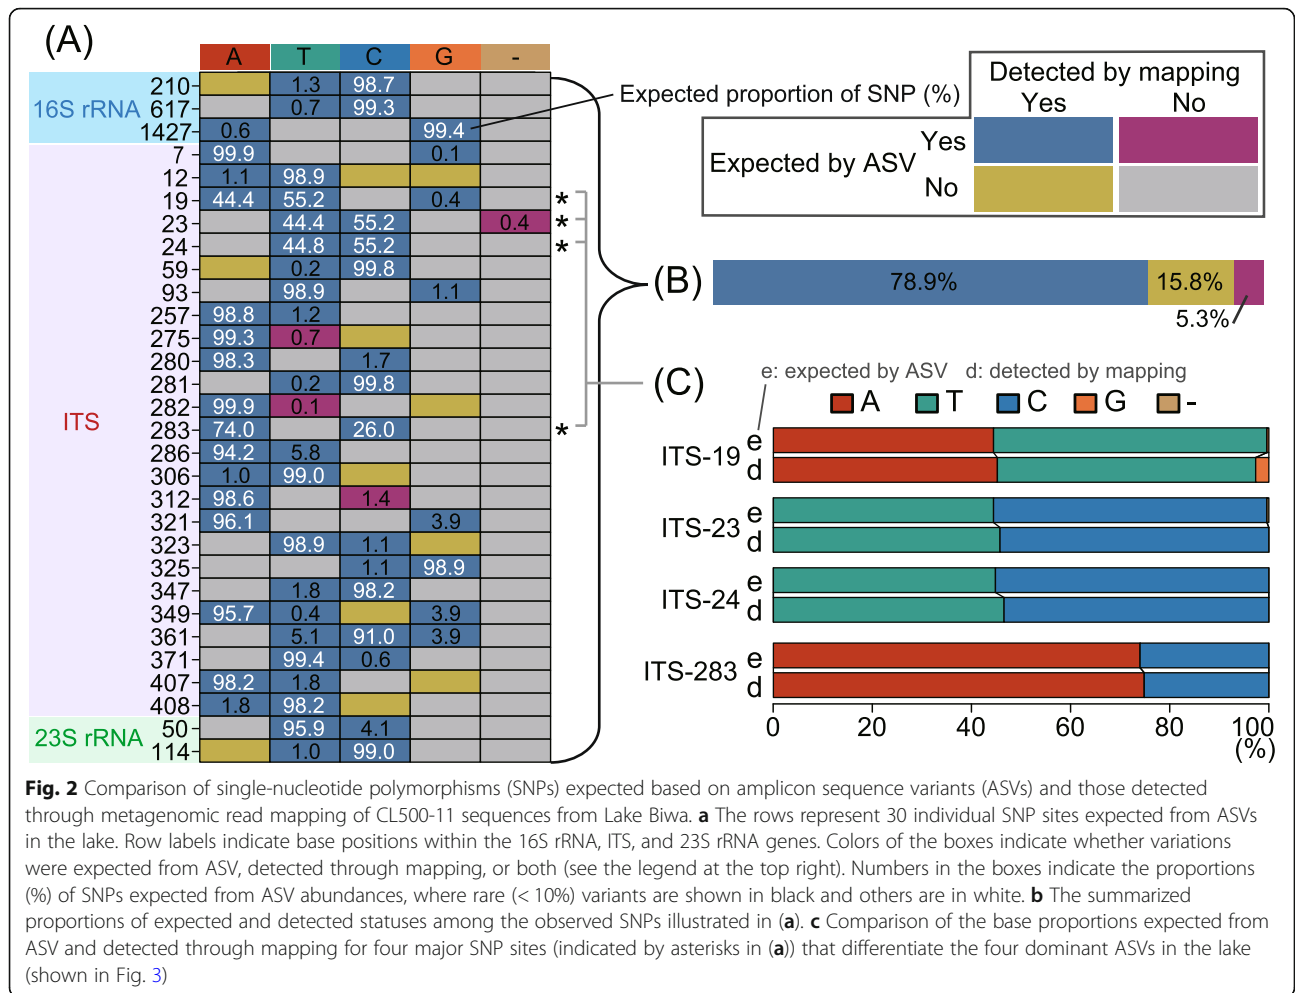 (A)
A T C G -
16S rRNA
210 1.3 98.7
617 0.7 99.3
1427 0.6 99.4
ITS
7 99.9 0.1
12 1.1 98.9
19 44.4 55.2 0.4 *
23 44.4 55.2 0.4 *
24 44.8 55.2 *
59 0.2 99.8
93 98.9 1.1
257 98.8 1.2
275 99.3 0.7
280 98.3 1.7
281 0.2 99.8
282 99.9 0.1
283 74.0 26.0 *
286 94.2 5.8
306 1.0 99.0
312 98.6 1.4
321 96.1 3.9
323 98.9 1.1
325 1.1 98.9
347 1.8 98.2
349 95.7 0.4 3.9
361 5.1 91.0 3.9
371 99.4 0.6
407 98.2 1.8
408 1.8 98.2
23S rRNA
50 95.9 4.1
114 1.0 99.0
Expected proportion of SNP (%)
Detected by mapping
Yes No
Expected by ASV
Yes
No
(B)
78.9% 15.8%
5.3%
(C)
e: expected by ASV d: detected by mapping
A T C G -
ITS-19 e
d
ITS-23 e
d
ITS-24 e
d
ITS-283 e
d
0 20 40 60 80 100
(%)
Fig. 2 Comparison of single-nucleotide polymorphisms (SNPs) expected based on amplicon sequence variants (ASVs) and those detected
through metagenomic read mapping of CL500-11 sequences from Lake Biwa. a The rows represent 30 individual SNP sites expected from ASVs
in the lake. Row labels indicate base positions within the 16S rRNA, ITS, and 23S rRNA genes. Colors of the boxes indicate whether variations
were expected from ASV, detected through mapping, or both (see the legend at the top right). Numbers in the boxes indicate the proportions
(%) of SNPs expected from ASV abundances, where rare (< 10%) variants are shown in black and others are in white. b The summarized
proportions of expected and detected statuses among the observed SNPs illustrated in (a). c Comparison of the base proportions expected from
ASV and detected through mapping for four major SNP sites (indicated by asterisks in (a)) that differentiate the four dominant ASVs in the lake
(shown in Fig. 3)